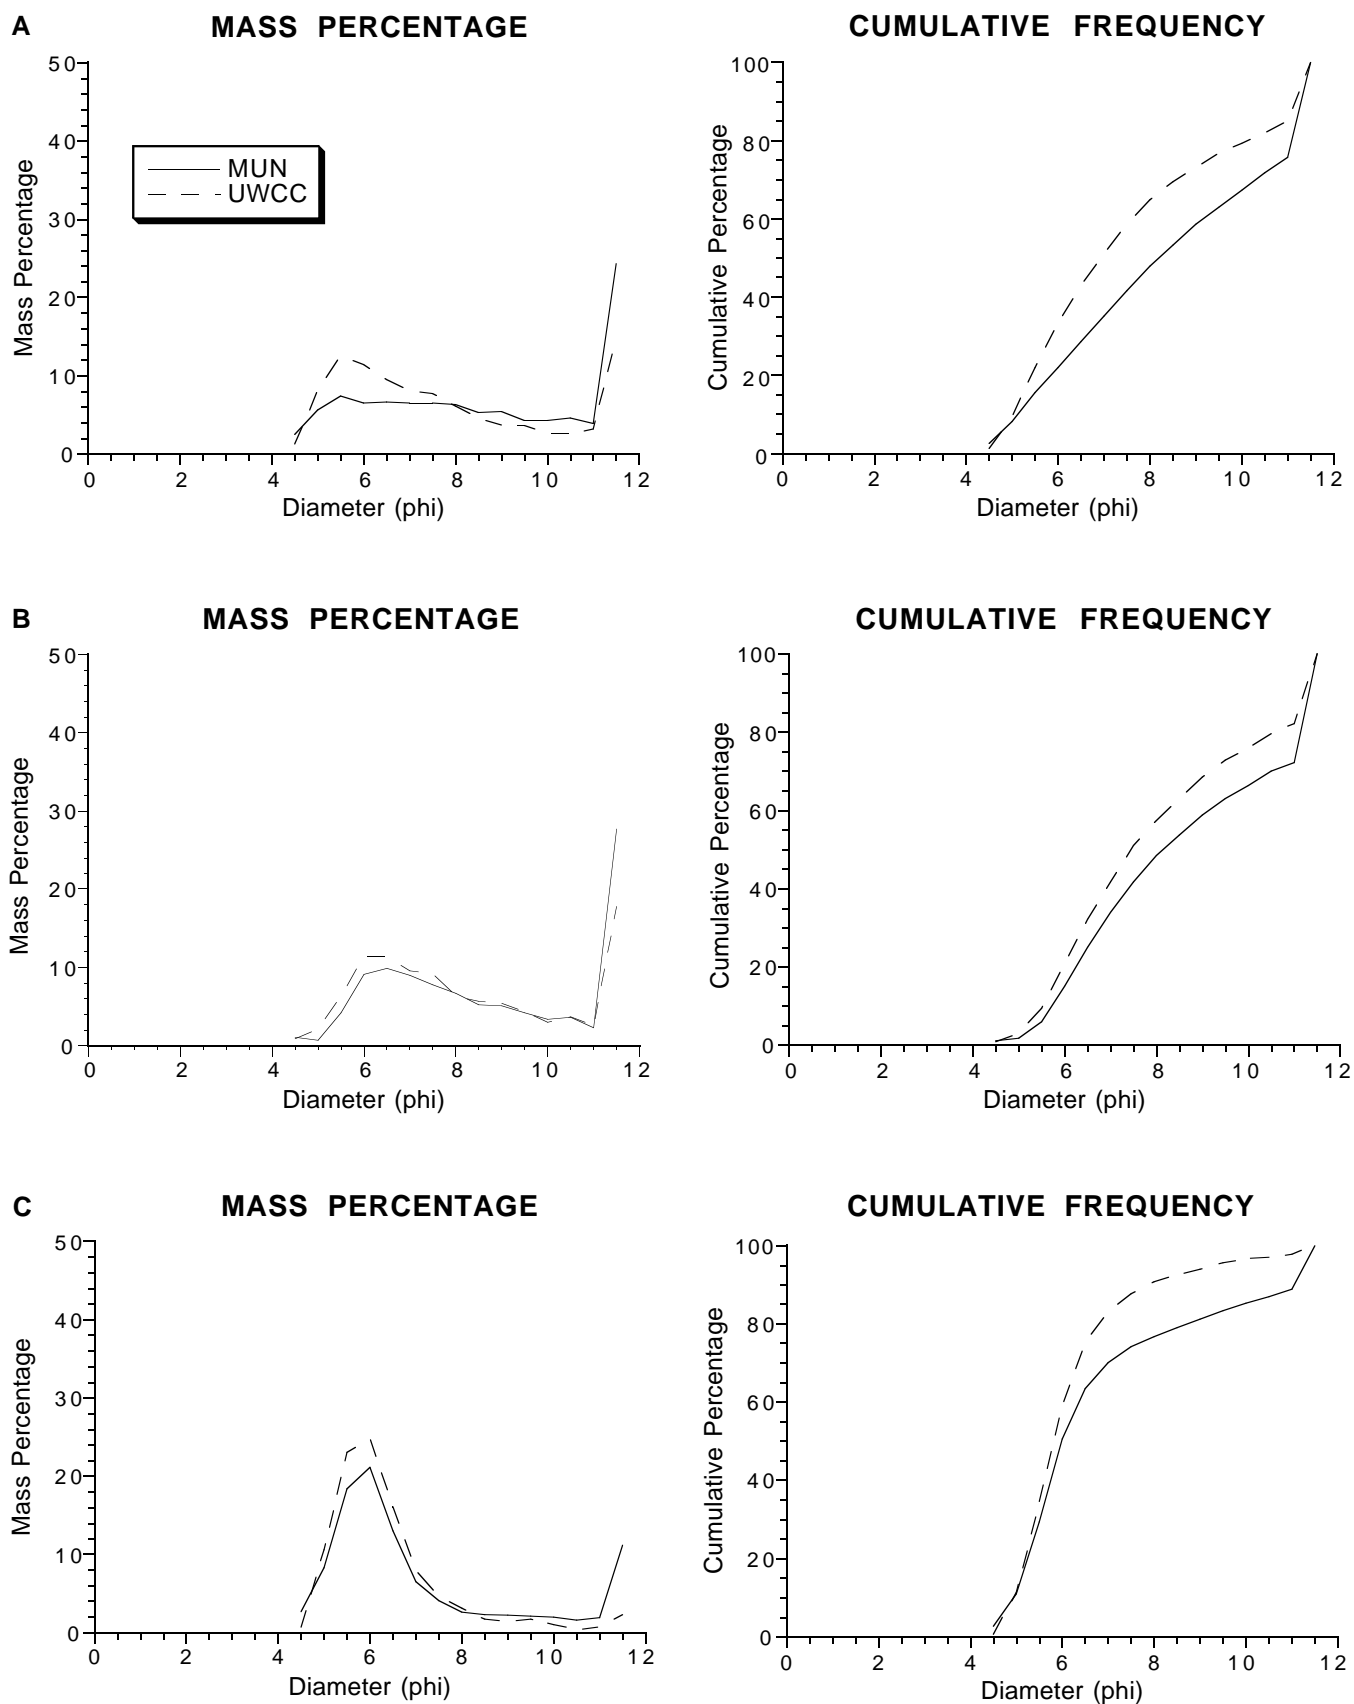 A
MASS PERCENTAGE
CUMULATIVE FREQUENCY
50
40
30
20
10
0
Mass Percentage
MUN
UWCC
0 2 4 6 8 10 12
Diameter (phi)
100
80
60
40
20
0
Cumulative Percentage
0 2 4 6 8 10 12
Diameter (phi)
B
MASS PERCENTAGE
CUMULATIVE FREQUENCY
50
40
30
20
10
0
Mass Percentage
0 2 4 6 8 10 12
Diameter (phi)
100
80
60
40
20
0
Cumulative Percentage
0 2 4 6 8 10 12
Diameter (phi)
C
MASS PERCENTAGE
CUMULATIVE FREQUENCY
50
40
30
20
10
0
Mass Percentage
0 2 4 6 8 10 12
Diameter (phi)
100
80
60
40
20
0
Cumulative Percentage
0 2 4 6 8 10 12
Diameter (phi)